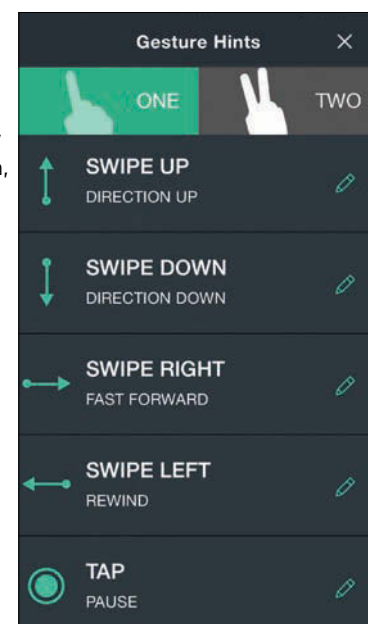 Gesture Hints
ONE
TWO
SWIPE UP
DIRECTION UP
SWIPE DOWN
DIRECTION DOWN
SWIPE RIGHT
FAST FORWARD
SWIPE LEFT
REWIND
TAP
PAUSE